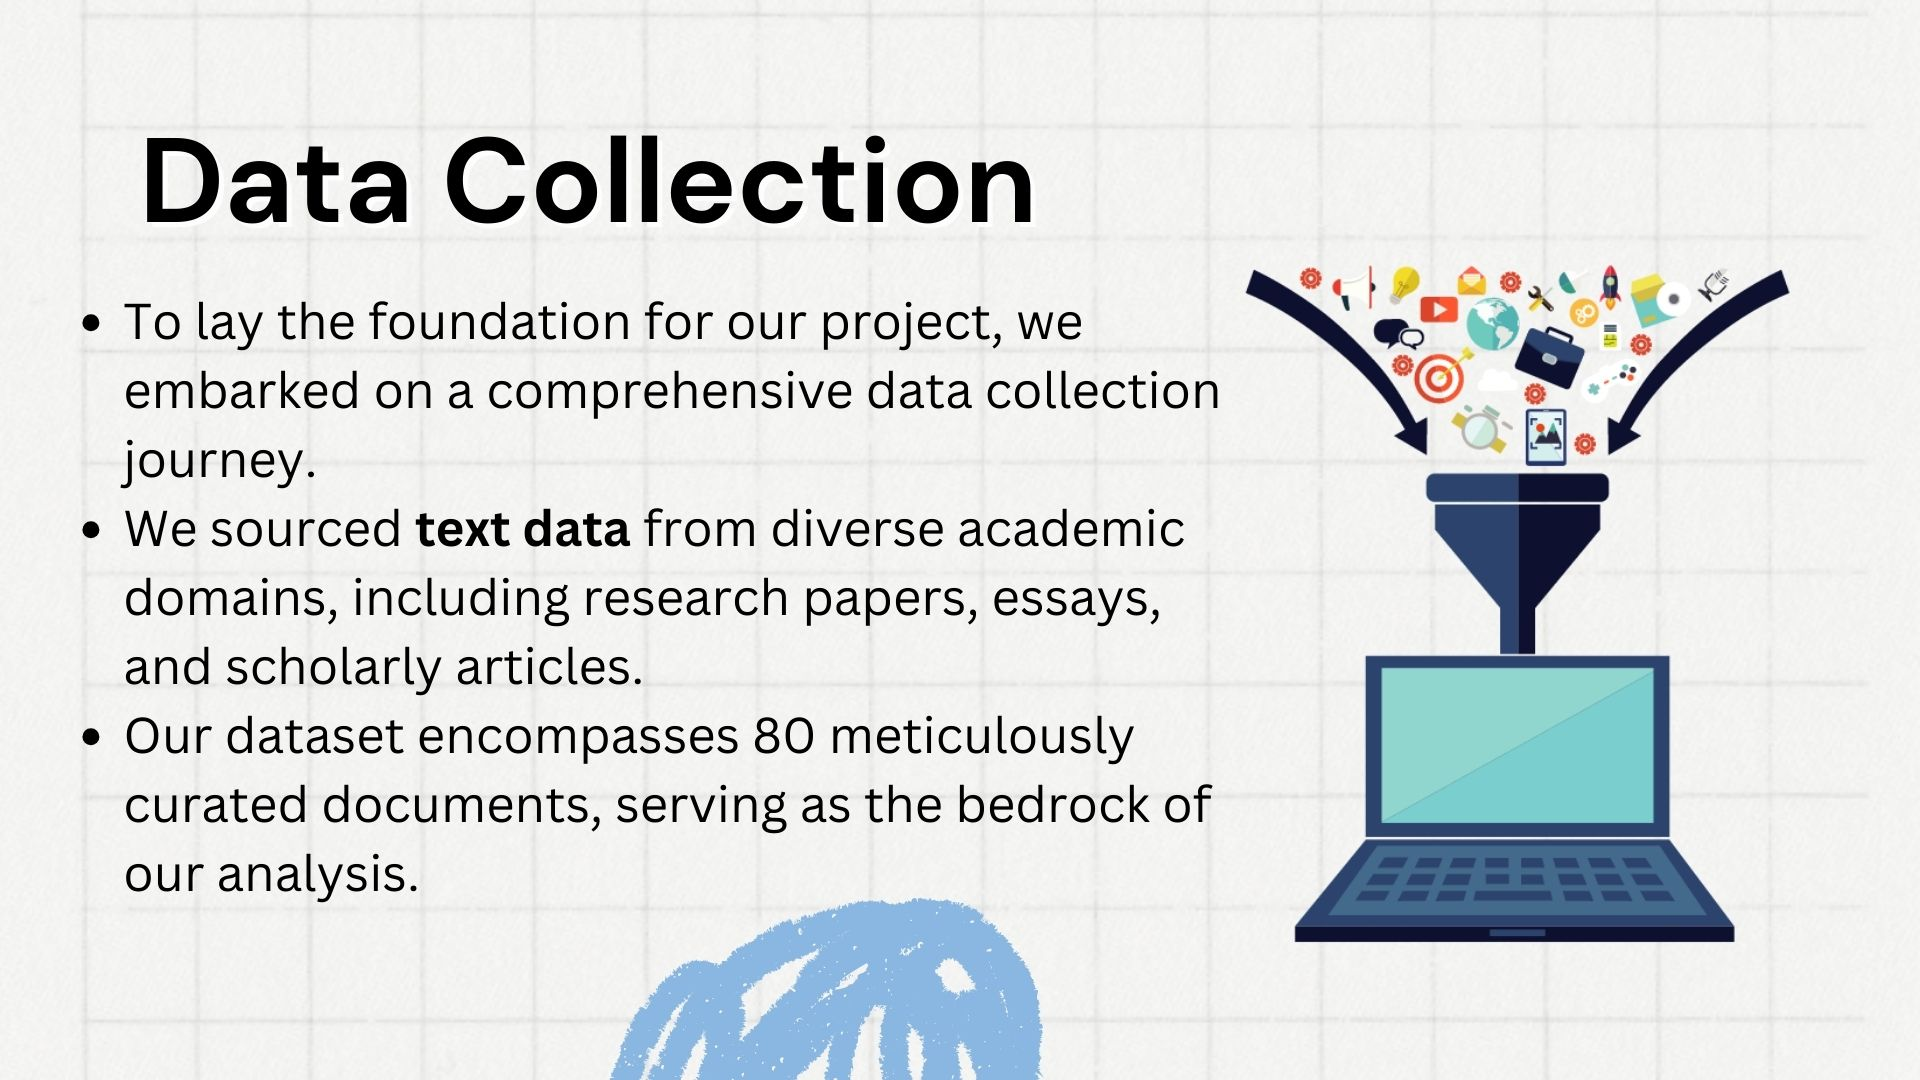 Data Collection
• To lay the foundation for our project, we
embarked on a comprehensive data collection
journey.
• We sourced text data from diverse academic
domains, including research papers, essays,
and scholarly articles.
• Our dataset encompasses 80 meticulously
curated documents, serving as the bedrock of
our analysis.